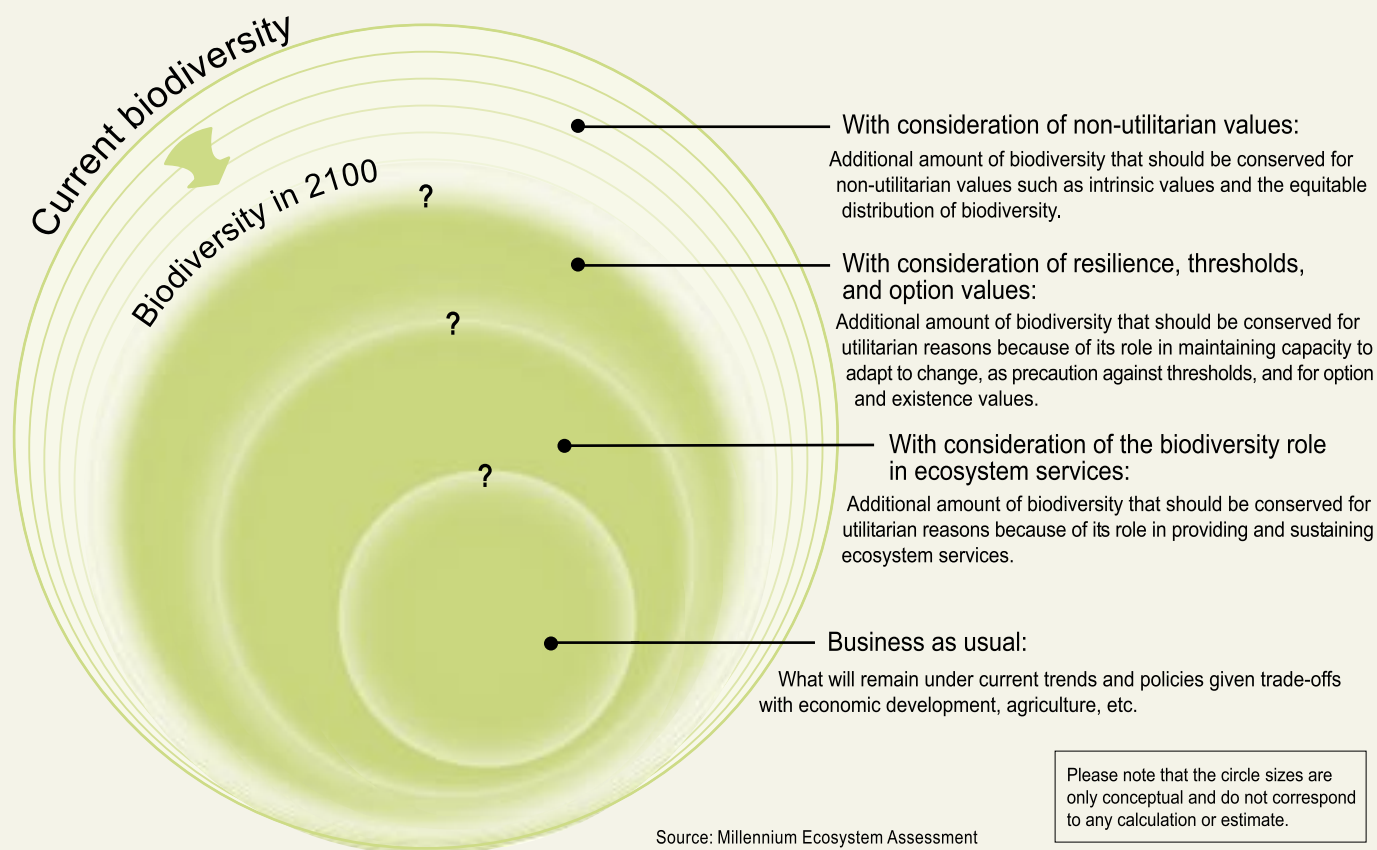 Current biodiversity
Biodiversity in 2100
?
?
?
With consideration of non-utilitarian values:
Additional amount of biodiversity that should be conserved for
non-utilitarian values such as intrinsic values and the equitable
distribution of biodiversity.
With consideration of resilience, thresholds,
and option values:
Additional amount of biodiversity that should be conserved for
utilitarian reasons because of its role in maintaining capacity to
adapt to change, as precaution against thresholds, and for option
and existence values.
With consideration of the biodiversity role
in ecosystem services:
Additional amount of biodiversity that should be conserved for
utilitarian reasons because of its role in providing and sustaining
ecosystem services.
Business as usual:
What will remain under current trends and policies given trade-offs
with economic development, agriculture, etc.
Please note that the circle sizes are
only conceptual and do not correspond
to any calculation or estimate.
Source: Millennium Ecosystem Assessment